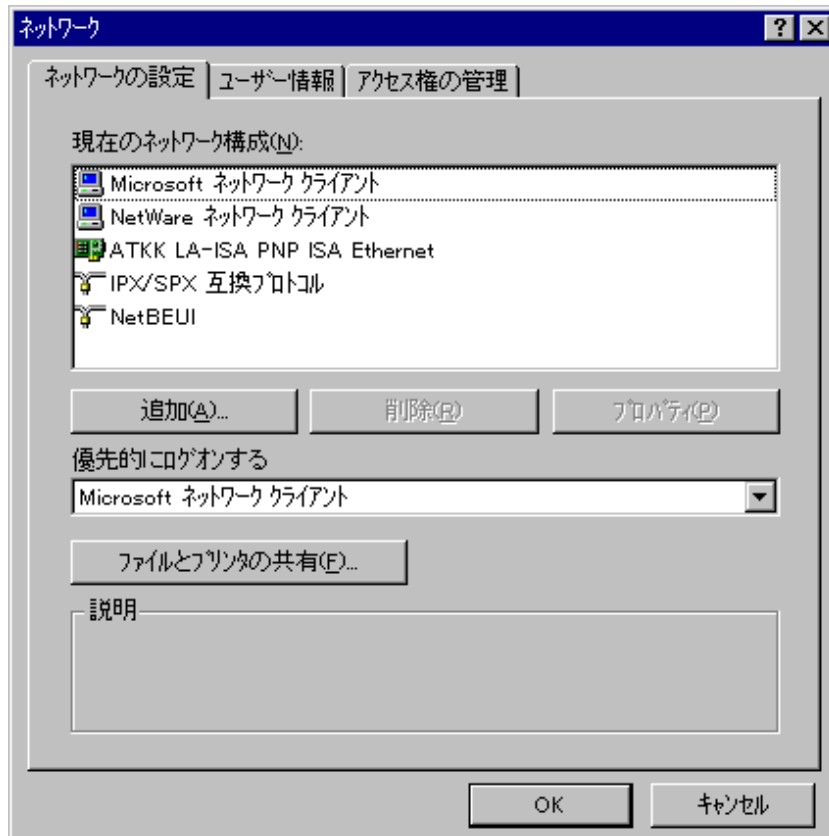 ネットワーク
ネットワークの設定 ユーザー情報 アクセス権の管理
現在のネットワーク構成(N):
Microsoft ネットワーク クライアント
NetWare ネットワーク クライアント
ATKK LA-ISA PNP ISA Ethernet
IPX/SPX 互換プロトコル
NetBEUI
追加(A)... 削除(R) プロパティ(P)
優先的にログオンする
Microsoft ネットワーク クライアント
ファイルとプリンタの共有(F)...
説明
OK キャンセル